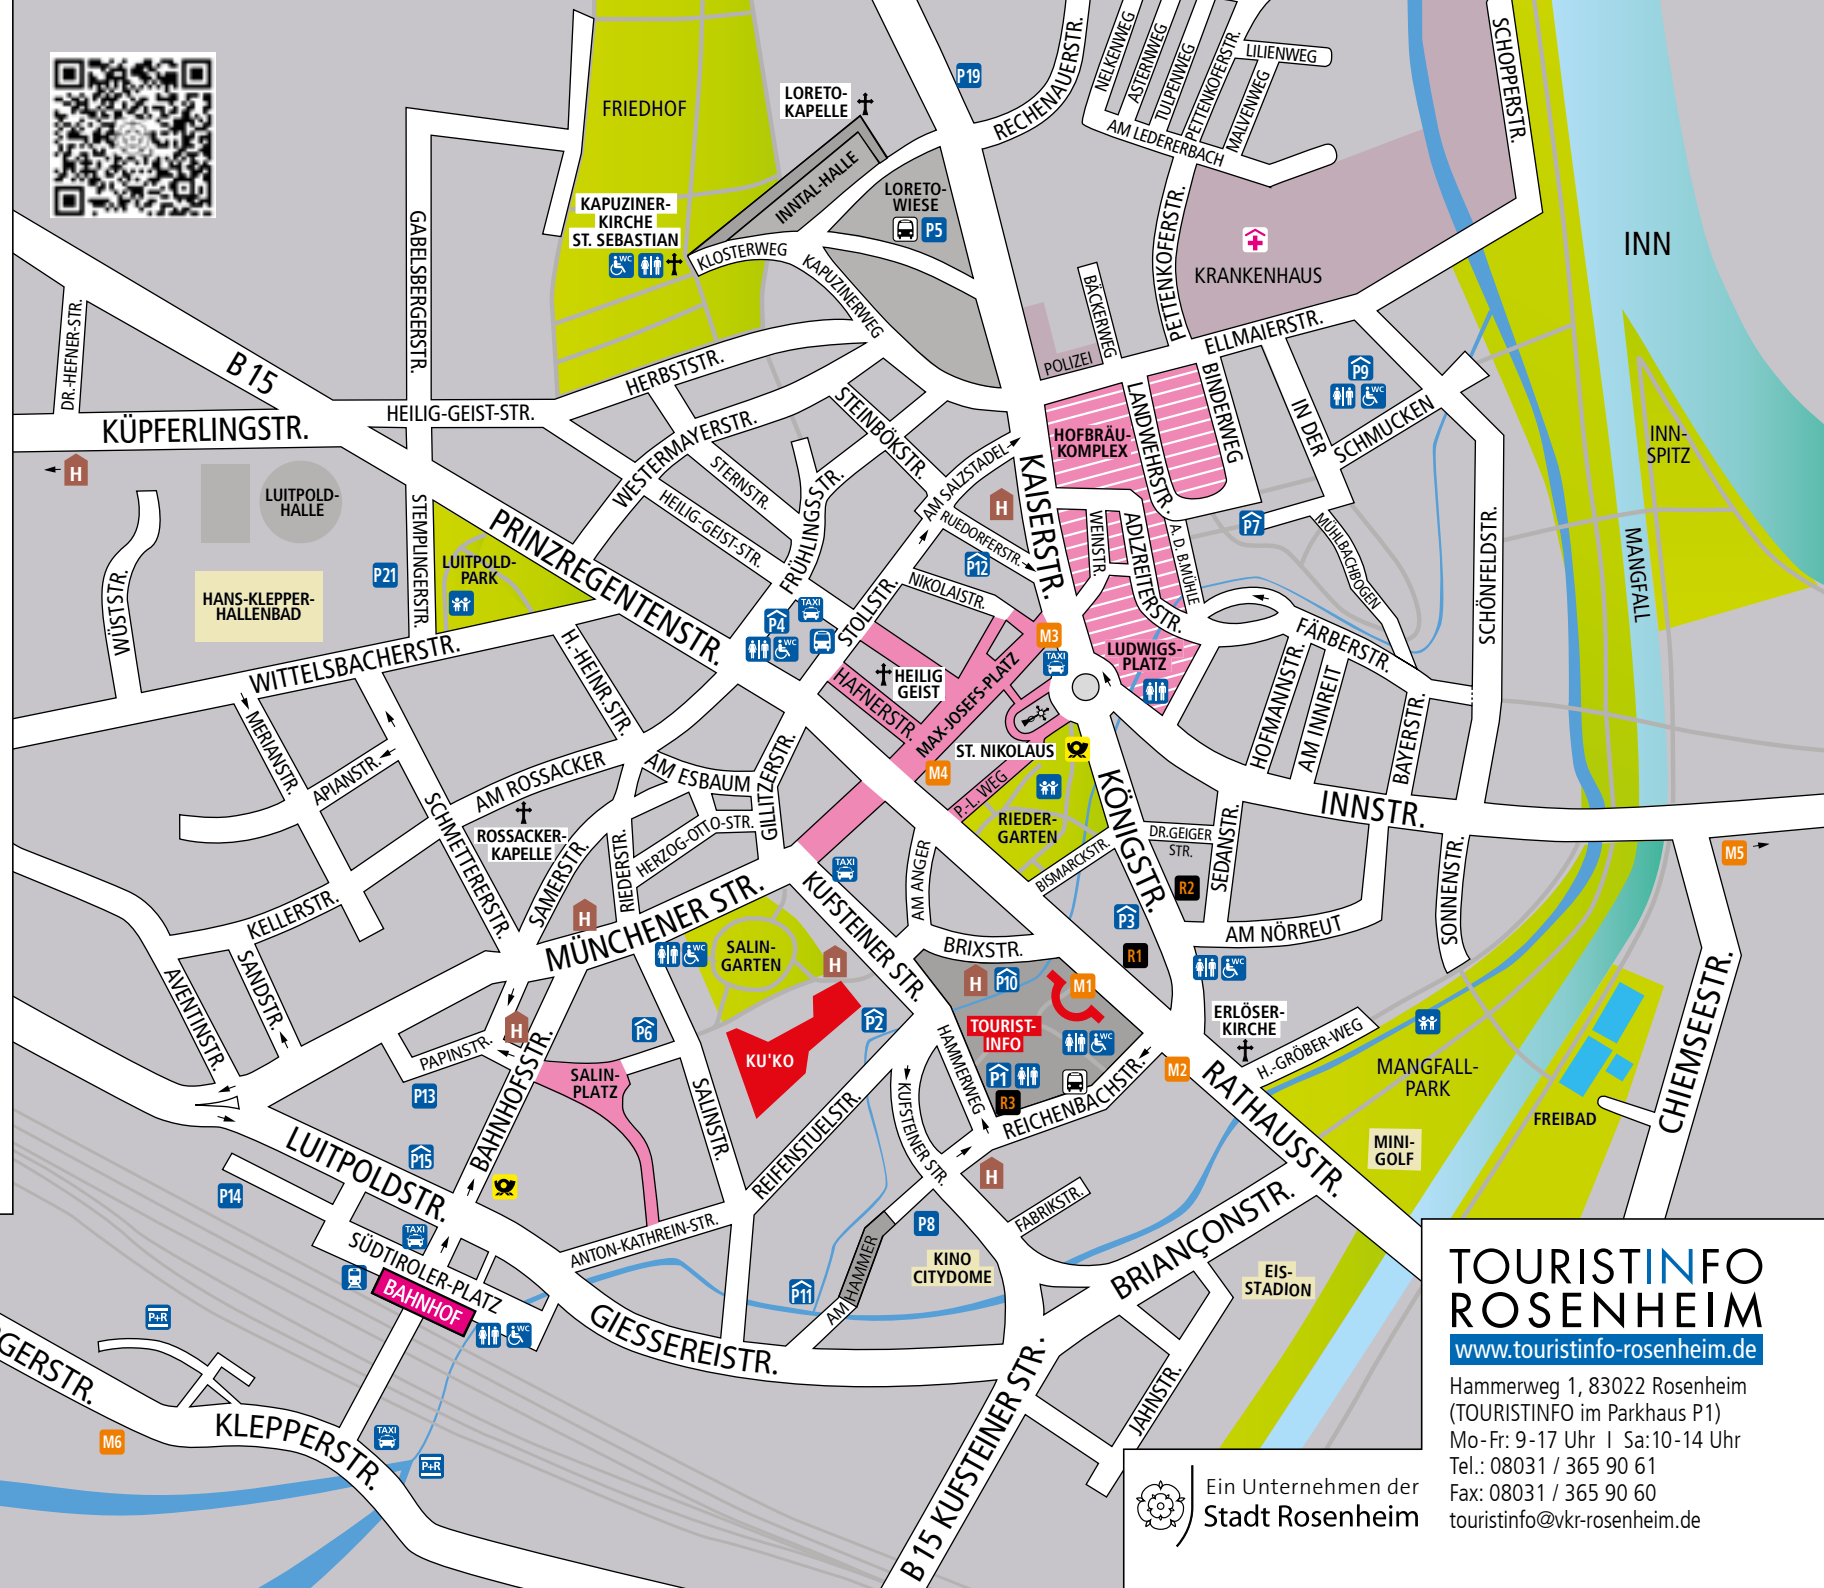 FRIEDHOF
LORETO-
KAPELLE
P19
RECHENAUERSTR.
NELKENWEG
ASTERNWEG
TULPENWEG
PETTENKOFERSTR.
LILIENWEG
MALVENWEG
AM LEDERERBACH
SCHOPPERSTR.
INNTAL-HALLE
LORETO-
WIESE
P5
KAPUZINER-
KIRCHE
ST. SEBASTIAN
WC
KLOSTERWEG
KAPUZINERWEG
GABELSBERGERSTR.
PETTENKOFERSTR.
KRANKENHAUS
INN
DR.-HEFNER-STR.
B 15
KÜPFERLINGSTR.
HEILIG-GEIST-STR.
HERBSTSTR.
BÄCKERWEG
POLIZEI
ELLMAIERSTR.
P9
WC
H
LUITPOLD-
HALLE
WESTERMAYERSTR.
STERNSTR.
STEINBÖKSTR.
AM SALZSTADEL
HOFBRÄU-
KOMPLEX
LANDWEHRSTR.
BINDERWEG
IN DER
SCHMUCKEN
INN-
SPITZ
STEMPLINGERSTR.
PRINZREGENTENSTR.
HEILIG-GEIST-STR.
FRÜHLINGSSTR.
H
RUEDORFERSTR.
KAISERSTR.
WEINSTR.
ADLZREITERSTR.
A. D. B.MÜHLE
P7
MÜHLBACHBOGEN
SCHÖNFELDSTR.
MANGFALL
P21
LUITPOLD-
PARK
HANS-KLEPPER-
HALLENBAD
WÜSTSTR.
P12
NIKOLAISTR.
STOLLSTR.
P4
TAXI
WC
WITTELSBACHERSTR.
H.-HEINR.STR.
M3
TAXI
LUDWIGS-
PLATZ
FÄRBERSTR.
HEILIG
GEIST
HAFNERSTR.
MAX-JOSEFS-PLATZ
ST. NIKOLAUS
M4
P.-L. WEG
HOFMANNSTR.
AM INNREIT
BAYERSTR.
MERIANSTR.
APIANSTR.
SCHMETTERERSTR.
AM ROSSACKER
AM ESBAUM
GILLITZERSTR.
ROSSACKER-
KAPELLE
HERZOG-OTTO-STR.
RIEDERSTR.
SAMERSTR.
RIEDER-
GARTEN
BISMARCKSTR.
KÖNIGSTR.
DR.GEIGER
STR.
SEDANSTR.
INNSTR.
SONNENSTR.
M5
TAXI
AM ANGER
R2
P3
R1
AM NÖRREUT
WC
KELLERSTR.
SANDSTR.
AVENTINSTR.
H
MÜNCHENER STR.
WC
SALIN-
GARTEN
KUFSTEINER STR.
H
BRIXSTR.
H
P10
M1
TOURIST-
INFO
WC
P1
R3
REICHENBACHSTR.
HAMMERWEG
M2
ERLÖSER-
KIRCHE
H.-GRÖBER-WEG
MANGFALL-
PARK
MINI-
GOLF
FREIBAD
CHIEMSEESTR.
RATHAUSSTR.
KU'KO
P2
P6
PAPINSTR.
H
P13
BAHNHOFSSTR.
SALIN-
PLATZ
SALINSTR.
REIFENSTUELSTR.
KUFSTEINER STR.
LUITPOLDSTR.
P15
P14
TAXI
SÜDTIROLER-PLATZ
BAHNHOF
WC
ANTON-KATHREIN-STR.
H
FABRIKSTR.
P8
KINO
CITYDOME
AM HAMMER
P11
BRIANÇONSTR.
EIS-
STADION
GIESSEREISTR.
P+R
GERSTR.
M6
KLEPPERSTR.
TAXI
P+R
B 15 KUFSTEINER STR.
JAHNSTR.
TOURISTINFO
ROSENHEIM
www.touristinfo-rosenheim.de
Hammerweg 1, 83022 Rosenheim
(TOURISTINFO im Parkhaus P1)
Mo-Fr: 9-17 Uhr I Sa:10-14 Uhr
Tel.: 08031 / 365 90 61
Fax: 08031 / 365 90 60
touristinfo@vkr-rosenheim.de
Ein Unternehmen der
Stadt Rosenheim